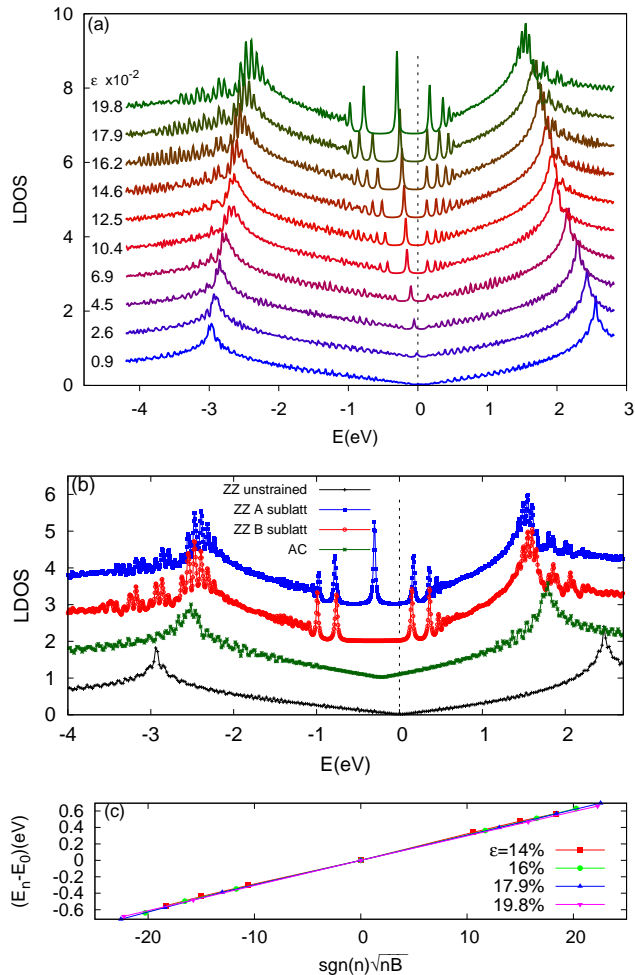 (a)
ε x10-2
19.8
17.9
16.2
14.6
12.5
10.4
6.9
4.5
2.6
0.9
LDOS
0 2 4 6 8 10
-4 -3 -2 -1 0 1 2 3
E(eV)
(b)
ZZ unstrained
ZZ A sublatt
ZZ B sublatt
AC
LDOS
0 1 2 3 4 5 6
-4 -3 -2 -1 0 1 2
E(eV)
(c)
(En-E0)(eV)
0.6
0.4
0
-0.2
-0.6
ε=14%
16%
17.9%
19.8%
-20 -10 0 10 20
sgn(n)√nB